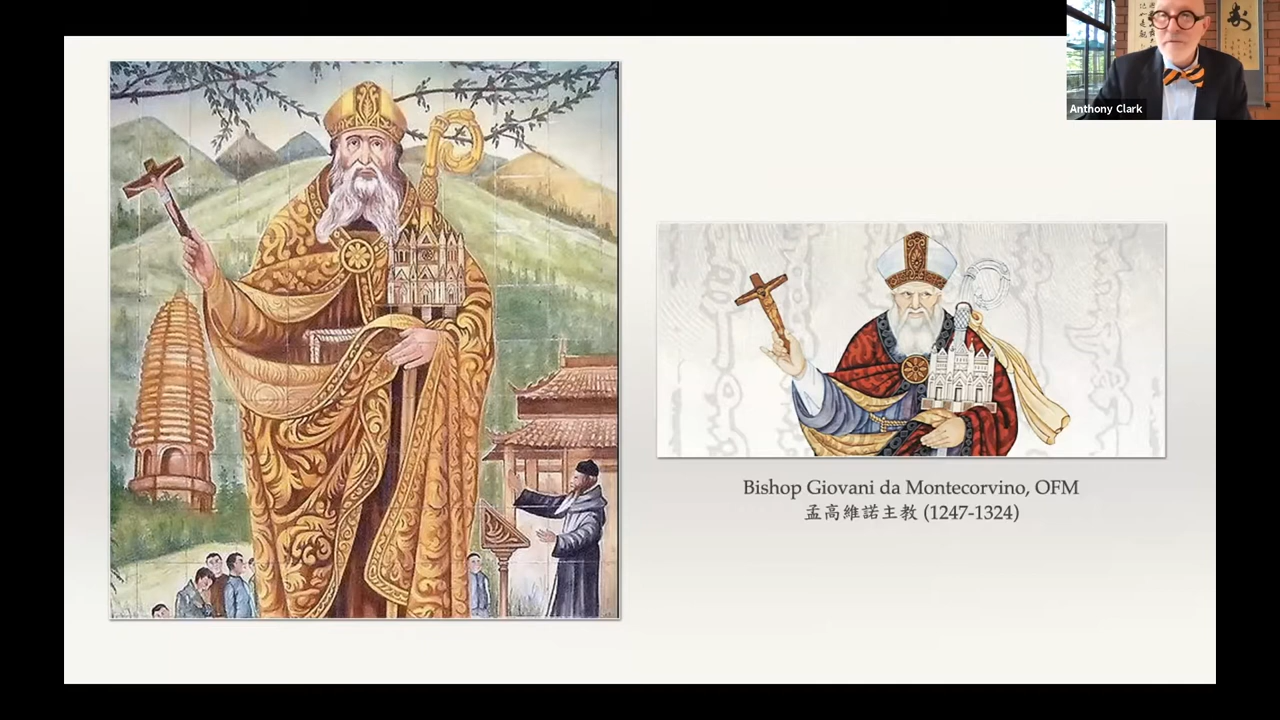 Anthony Clark
Bishop Giovani da Montecorvino, OFM
孟高維諾主教 (1247-1324)